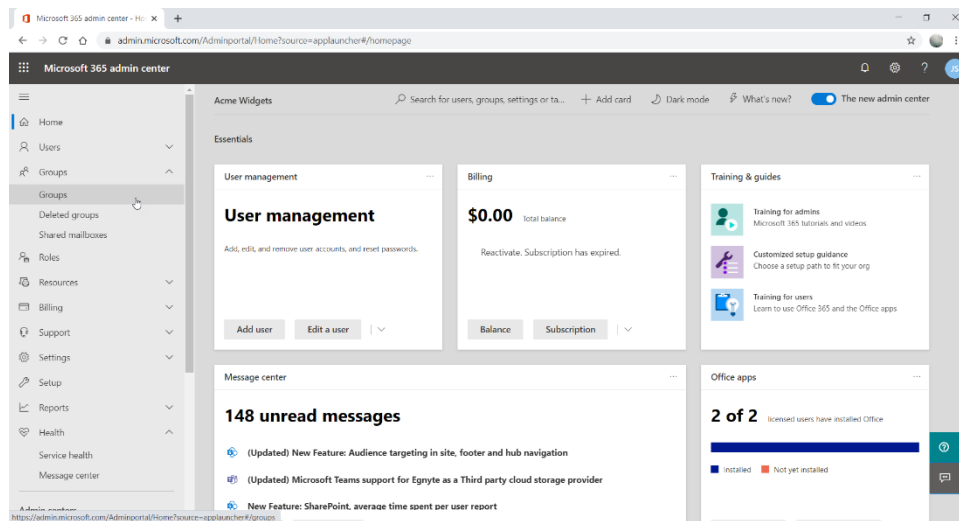 Microsoft 365 admin center - Ho
admin.microsoft.com/Adminportal/Home?source=applauncher#/homepage
Microsoft 365 admin center
?
JS
Acme Widgets
Search for users, groups, settings or ta...
Add card
Dark mode
What's new?
The new admin center
Home
Users
Groups
Groups
Deleted groups
Shared mailboxes
Roles
Resources
Billing
Support
Settings
Setup
Reports
Health
Service health
Message center
Admin centers
Essentials
User management
User management
Add, edit, and remove user accounts, and reset passwords.
Add user
Edit a user
Billing
$0.00 Total balance
Reactivate. Subscription has expired.
Balance
Subscription
Training & guides
Training for admins
Microsoft 365 tutorials and videos
Customized setup guidance
Choose a setup path to fit your org
Training for users
Learn to use Office 365 and the Office apps
Message center
148 unread messages
(Updated) New Feature: Audience targeting in site, footer and hub navigation
(Updated) Microsoft Teams support for Egnyte as a Third party cloud storage provider
New Feature: SharePoint, average time spent per user report
Office apps
2 of 2 licensed users have installed Office
Installed
Not yet installed
https://admin.microsoft.com/Adminportal/Home?source=applauncher#/groups